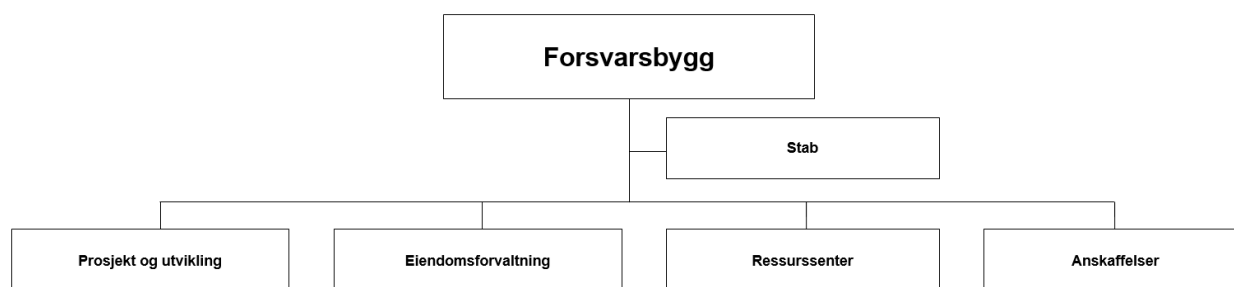 Forsvarsbygg
Stab
Prosjekt og utvikling
Eiendomsforvaltning
Ressurssenter
Anskaffelser